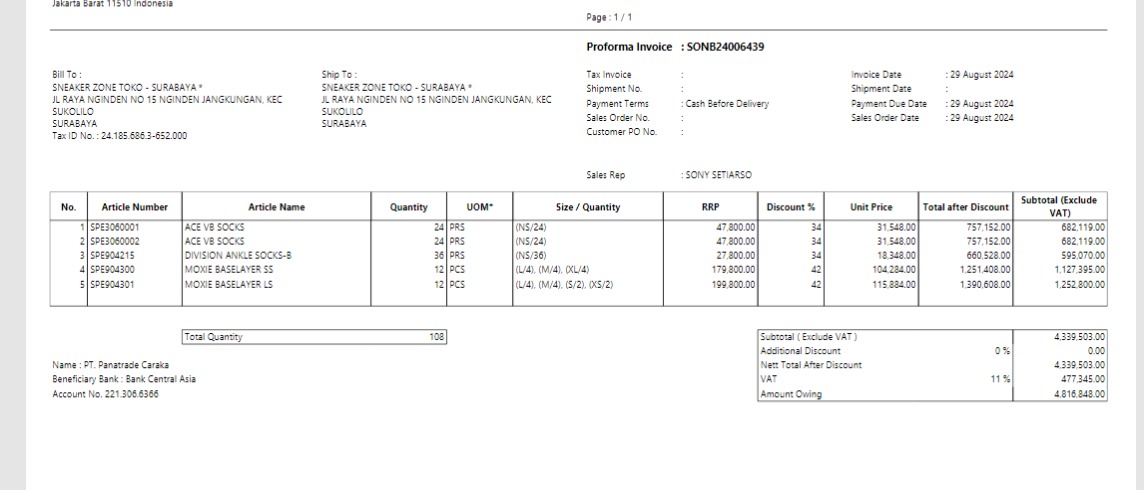 Jakarta Barat 11510 Indonesia
Page : 1 / 1
Proforma Invoice : SONB24006439
Bill To :
SNEAKER ZONE TOKO - SURABAYA *
JL RAYA NGINDEN NO 15 NGINDEN JANGKUNGAN, KEC
SUKOLILO
SURABAYA
Tax ID No. : 24.185.686.3-652.000
Ship To :
SNEAKER ZONE TOKO - SURABAYA *
JL RAYA NGINDEN NO 15 NGINDEN JANGKUNGAN, KEC
SUKOLILO
SURABAYA
Tax Invoice :
Shipment No. :
Payment Terms : Cash Before Delivery
Sales Order No. :
Customer PO No. :
Invoice Date : 29 August 2024
Shipment Date :
Payment Due Date : 29 August 2024
Sales Order Date : 29 August 2024
Sales Rep : SONY SETIARSO
No. Article Number Article Name Quantity UOM* Size / Quantity RRP Discount % Unit Price Total after Discount Subtotal (Exclude VAT)
1 SPE3060001 ACE VB SOCKS 24 PRS (NS/24) 47,800.00 34 31,548.00 757,152.00 682,119.00
2 SPE3060002 ACE VB SOCKS 24 PRS (NS/24) 47,800.00 34 31,548.00 757,152.00 682,119.00
3 SPE904215 DIVISION ANKLE SOCKS-B 36 PRS (NS/36) 27,800.00 34 18,348.00 660,528.00 595,070.00
4 SPE904300 MOXIE BASELAYER SS 12 PCS (L/4), (M/4), (XL/4) 179,800.00 42 104,284.00 1,251,408.00 1,127,395.00
5 SPE904301 MOXIE BASELAYER LS 12 PCS (L/4), (M/4), (S/2), (XS/2) 199,800.00 42 115,884.00 1,390,608.00 1,252,800.00
Total Quantity 108
Subtotal ( Exclude VAT ) 4,339,503.00
Additional Discount 0 % 0.00
Nett Total After Discount 4,339,503.00
VAT 11 % 477,345.00
Amount Owing 4,816,848.00
Name : PT. Panatrade Caraka
Beneficiary Bank : Bank Central Asia
Account No. 221.306.6366